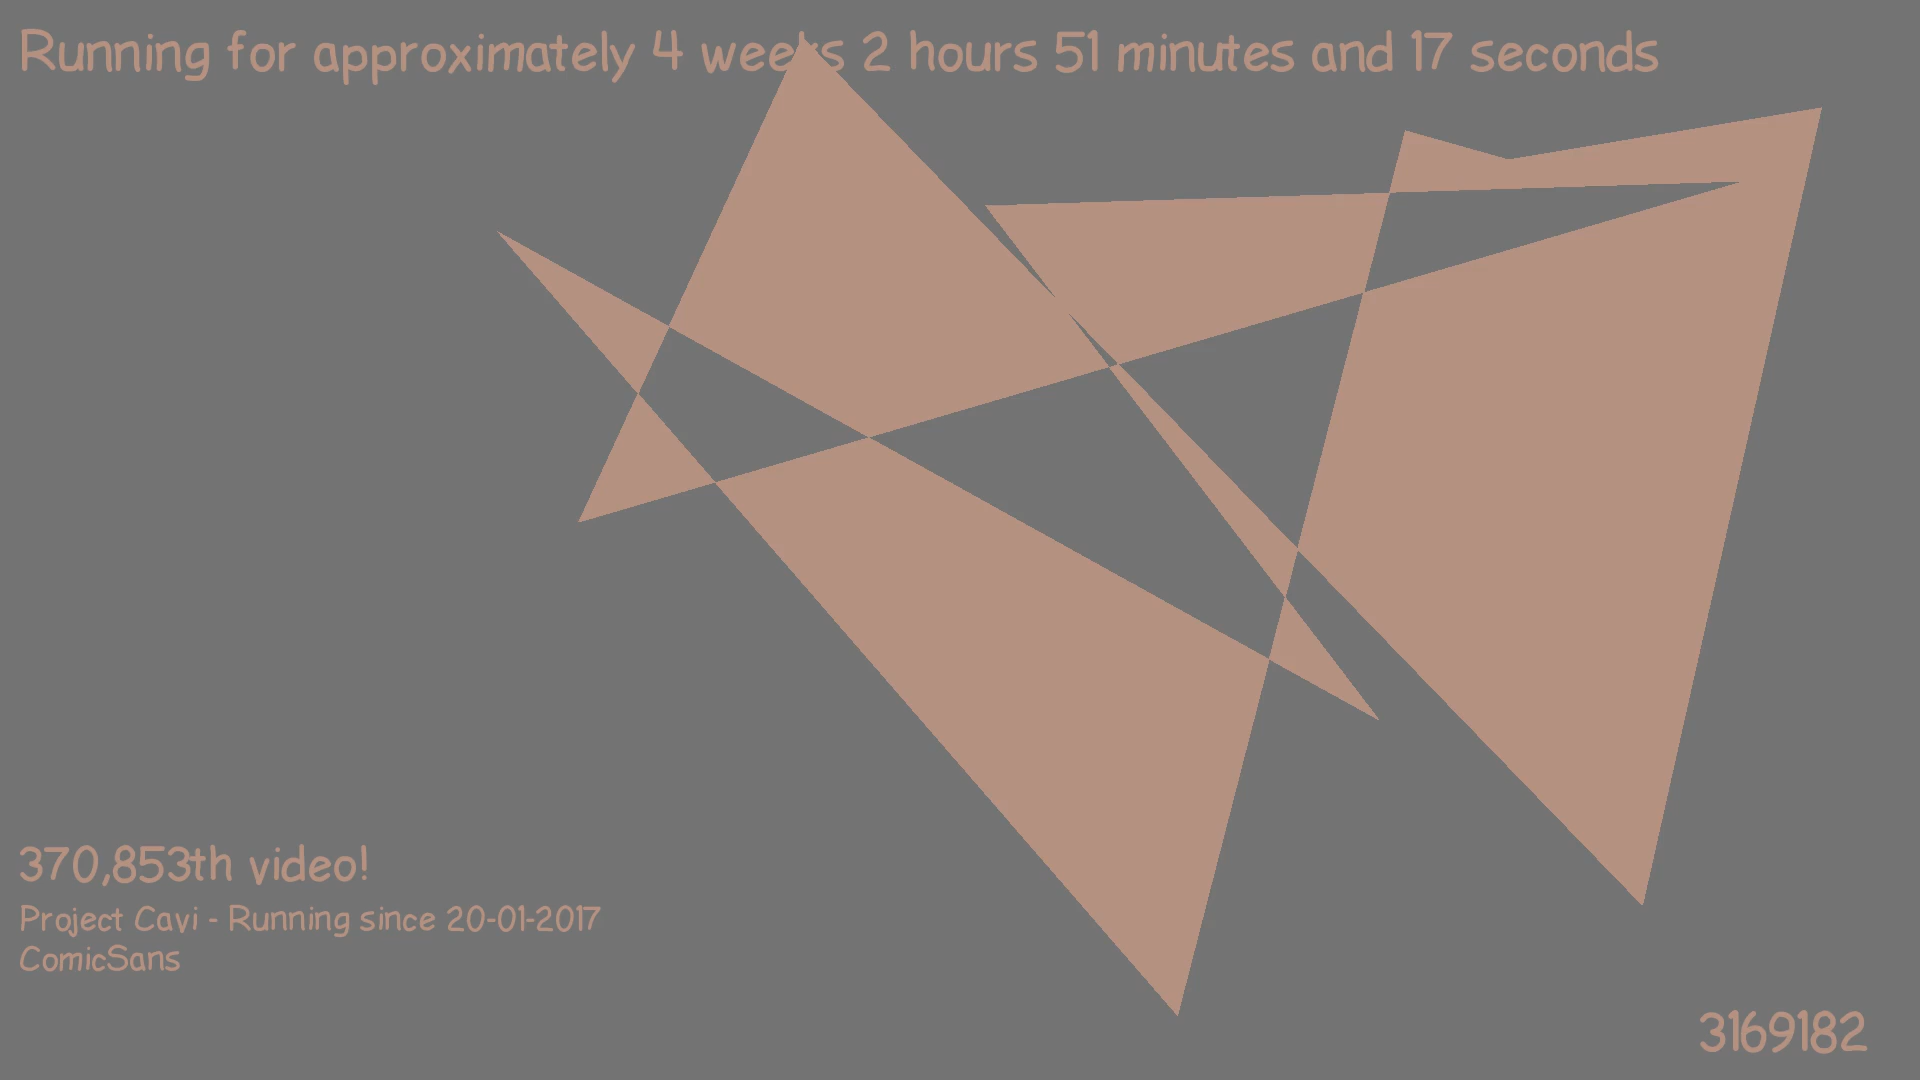 Running for approximately 4 weeks 2 hours 51 minutes and 17 seconds
370,853th video!
Project Cavi - Running since 20-01-2017
ComicSans
3169182